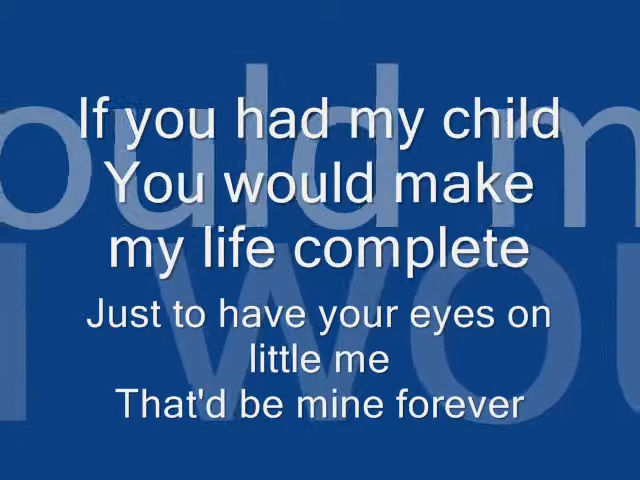 If you had my child
You would make
my life complete
Just to have your eyes on
little me
That'd be mine forever